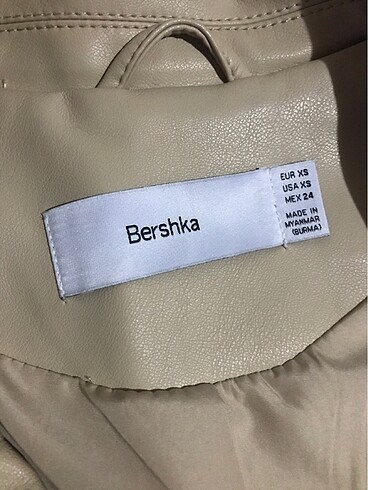 Bershka
EUR XS
USA XS
MEX 24
MADE IN
MYANMAR
(BURMA)